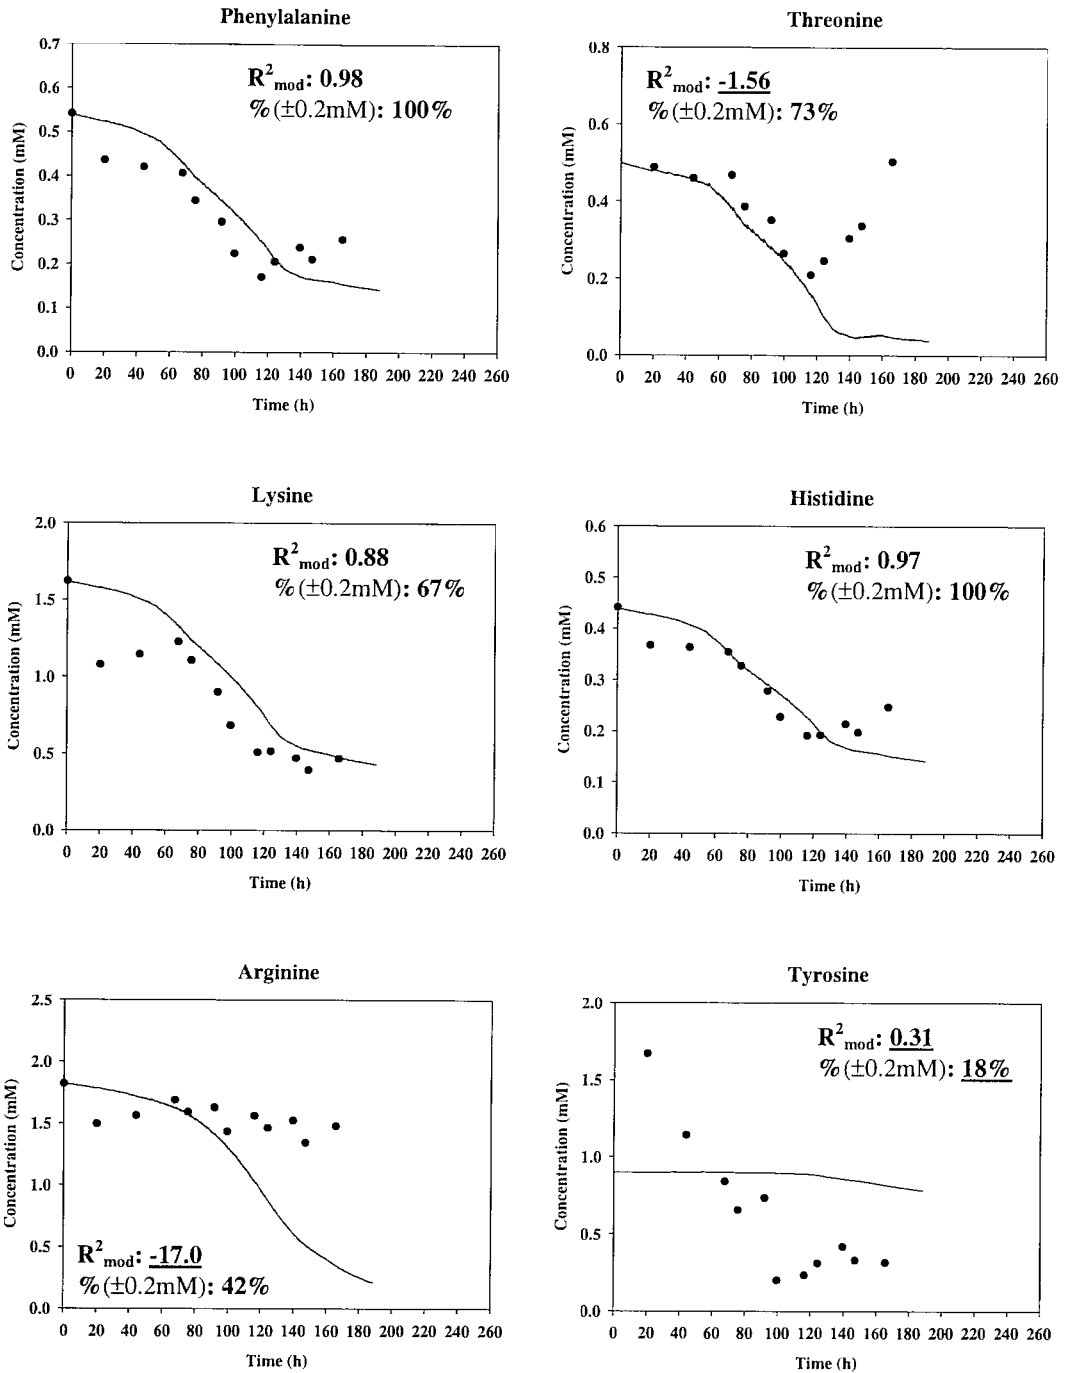 Phenylalanine
R²mod: 0.98
%(±0.2mM): 100%
Concentration (mM)
0.7
0.6
0.5
0.4
0.3
0.2
0.1
0.0
0 20 40 60 80 100 120 140 160 180 200 220 240 260
Time (h)
Threonine
R²mod: -1.56
%(±0.2mM): 73%
Concentration (mM)
0.8
0.6
0.4
0.2
0.0
0 20 40 60 80 100 120 140 160 180 200 220 240 260
Time (h)
Lysine
R²mod: 0.88
%(±0.2mM): 67%
Concentration (mM)
2.0
1.5
1.0
0.5
0.0
0 20 40 60 80 100 120 140 160 180 200 220 240 260
Time (h)
Histidine
R²mod: 0.97
%(±0.2mM): 100%
Concentration (mM)
0.6
0.5
0.4
0.3
0.2
0.1
0.0
0 20 40 60 80 100 120 140 160 180 200 220 240 260
Time (h)
Arginine
Concentration (mM)
2.5
2.0
1.5
1.0
0.5
0.0
R²mod: -17.0
%(±0.2mM): 42%
0 20 40 60 80 100 120 140 160 180 200 220 240 260
Time (h)
Tyrosine
R²mod: 0.31
%(±0.2mM): 18%
Concentration (mM)
2.0
1.5
1.0
0.5
0.0
0 20 40 60 80 100 120 140 160 180 200 220 240 260
Time (h)